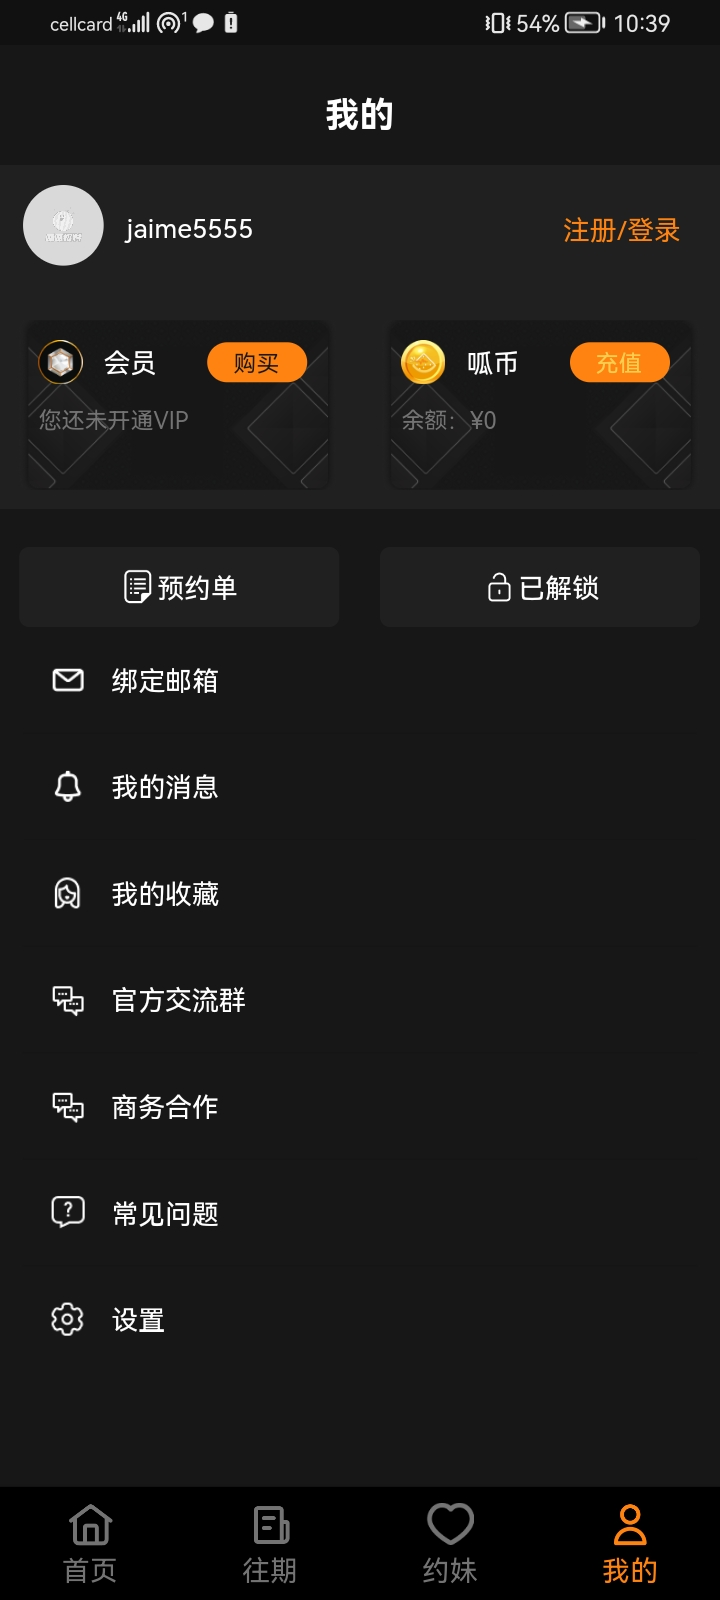 cellcard 4G 1 54% 10:39
我的
jaime5555
注册/登录
会员 购买
您还未开通VIP
呱币 充值
余额: ¥0
预约单
已解锁
绑定邮箱
我的消息
我的收藏
官方交流群
商务合作
常见问题
设置
首页 往期 约妹 我的